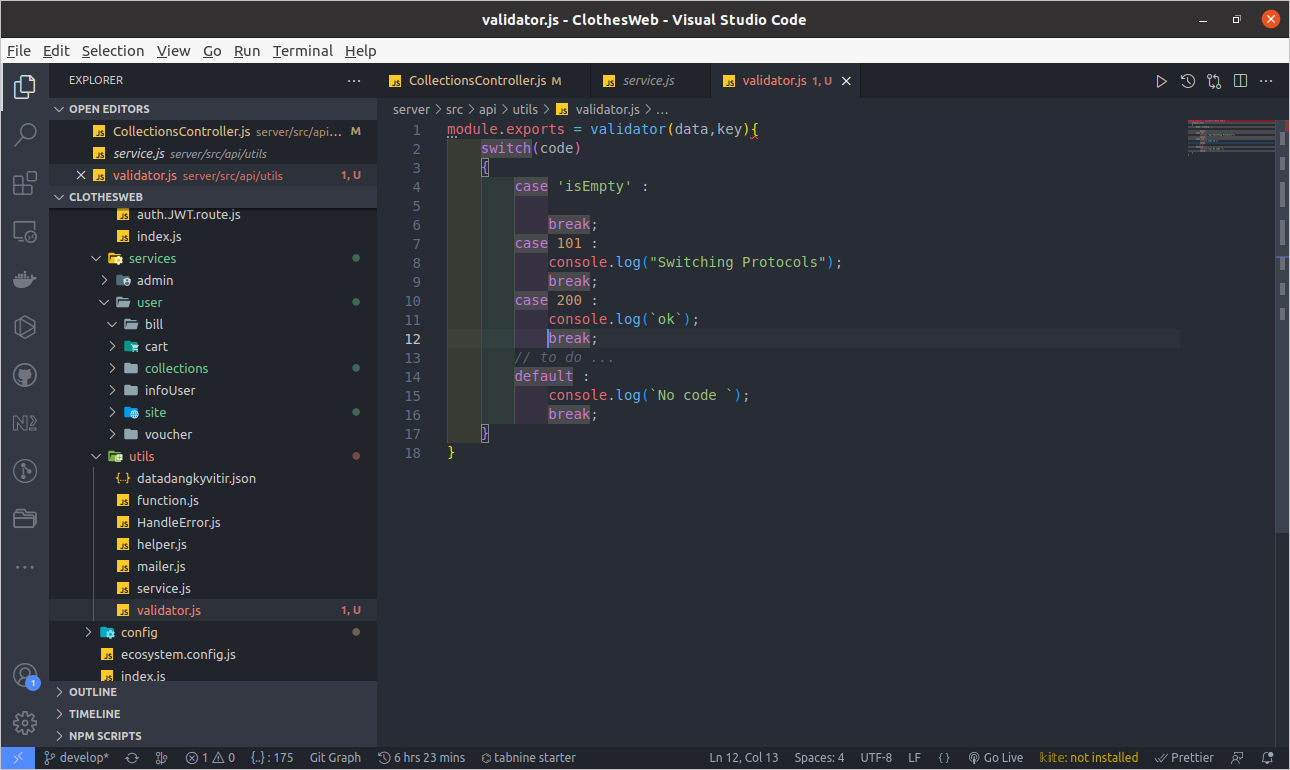 validator.js - ClothesWeb - Visual Studio Code
File Edit Selection View Go Run Terminal Help
EXPLORER
OPEN EDITORS
CollectionsController.js server/src/api... M
service.js server/src/api/utils
validator.js server/src/api/utils 1, U
CLOTHESWEB
auth.JWT.route.js
index.js
services
admin
user
bill
cart
collections
infoUser
site
voucher
utils
datadangkyvitir.json
function.js
HandleError.js
helper.js
mailer.js
service.js
validator.js 1, U
config
ecosystem.config.js
index.js
OUTLINE
TIMELINE
NPM SCRIPTS
CollectionsController.js M service.js validator.js 1, U
server > src > api > utils > validator.js > ...
1 module.exports = validator(data,key){
2 switch(code)
3 {
4 case 'isEmpty' :
5
6 break;
7 case 101 :
8 console.log("Switching Protocols");
9 break;
10 case 200 :
11 console.log(`ok`);
12 break;
13 // to do ...
14 default :
15 console.log(`No code `);
16 break;
17 }
18 }
1
develop* 1 0 {..} : 175 Git Graph 6 hrs 23 mins tabnine starter Ln 12, Col 13 Spaces: 4 UTF-8 LF { } Go Live kite: not installed Prettier